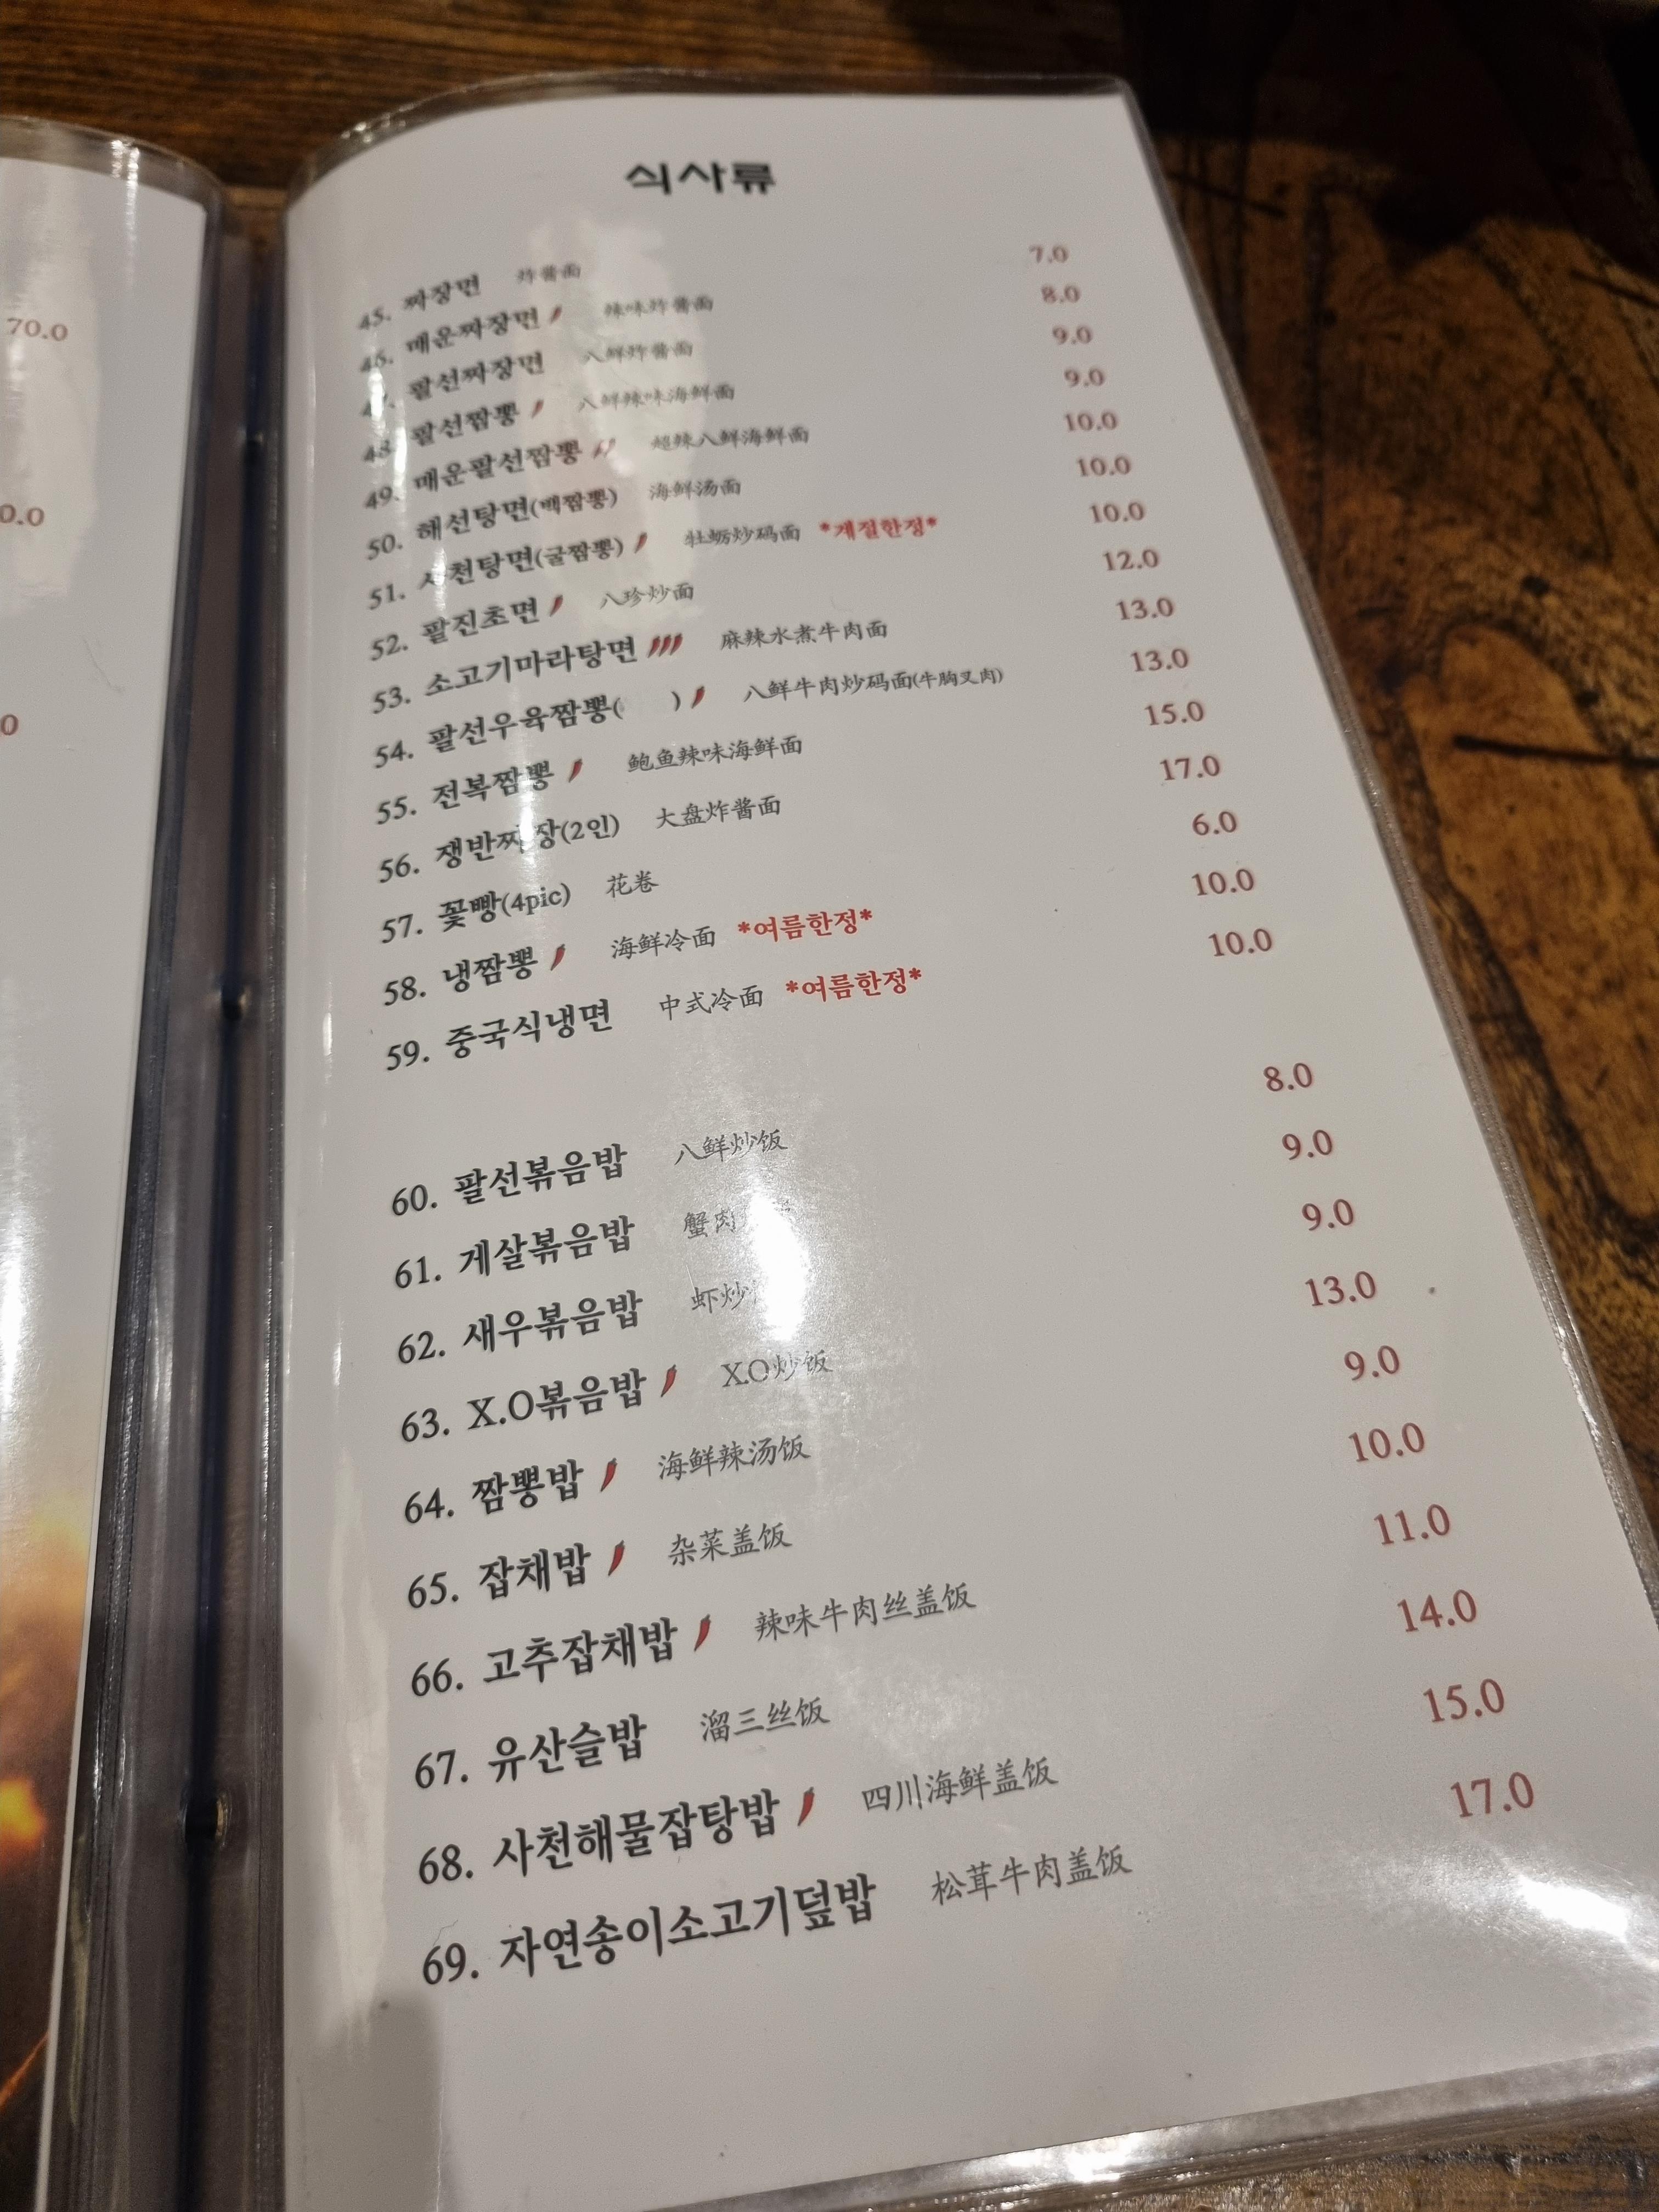 70.0
0.0
0
식사류
45. 짜장면 炸酱面 7.0
46. 매운짜장면 辣味炸酱面 8.0
47. 팔선짜장면 八鲜炸酱面 9.0
48. 팔선짬뽕 八鲜辣味海鲜面 9.0
49. 매운팔선짬뽕 超辣八鲜海鲜面 10.0
50. 해선탕면(백짬뽕) 海鲜汤面 10.0
51. 사천탕면(굴짬뽕) 牡蛎炒码面 *계절한정* 10.0
52. 팔진초면 八珍炒面 12.0
53. 소고기마라탕면 麻辣水煮牛肉面 13.0
54. 팔선우육짬뽕( ) 八鲜牛肉炒码面(牛胸叉肉) 13.0
55. 전복짬뽕 鲍鱼辣味海鲜面 15.0
56. 쟁반짜장(2인) 大盘炸酱面 17.0
57. 꽃빵(4pic) 花卷 6.0
58. 냉짬뽕 海鲜冷面 *여름한정* 10.0
59. 중국식냉면 中式冷面 *여름한정* 10.0
60. 팔선볶음밥 八鲜炒饭 8.0
61. 게살볶음밥 蟹肉 9.0
62. 새우볶음밥 虾炒 9.0
63. X.O볶음밥 X.O炒饭 13.0
64. 짬뽕밥 海鲜辣汤饭 9.0
65. 잡채밥 杂菜盖饭 10.0
66. 고추잡채밥 辣味牛肉丝盖饭 11.0
67. 유산슬밥 溜三丝饭 14.0
68. 사천해물잡탕밥 四川海鲜盖饭 15.0
69. 자연송이소고기덮밥 松茸牛肉盖饭 17.0